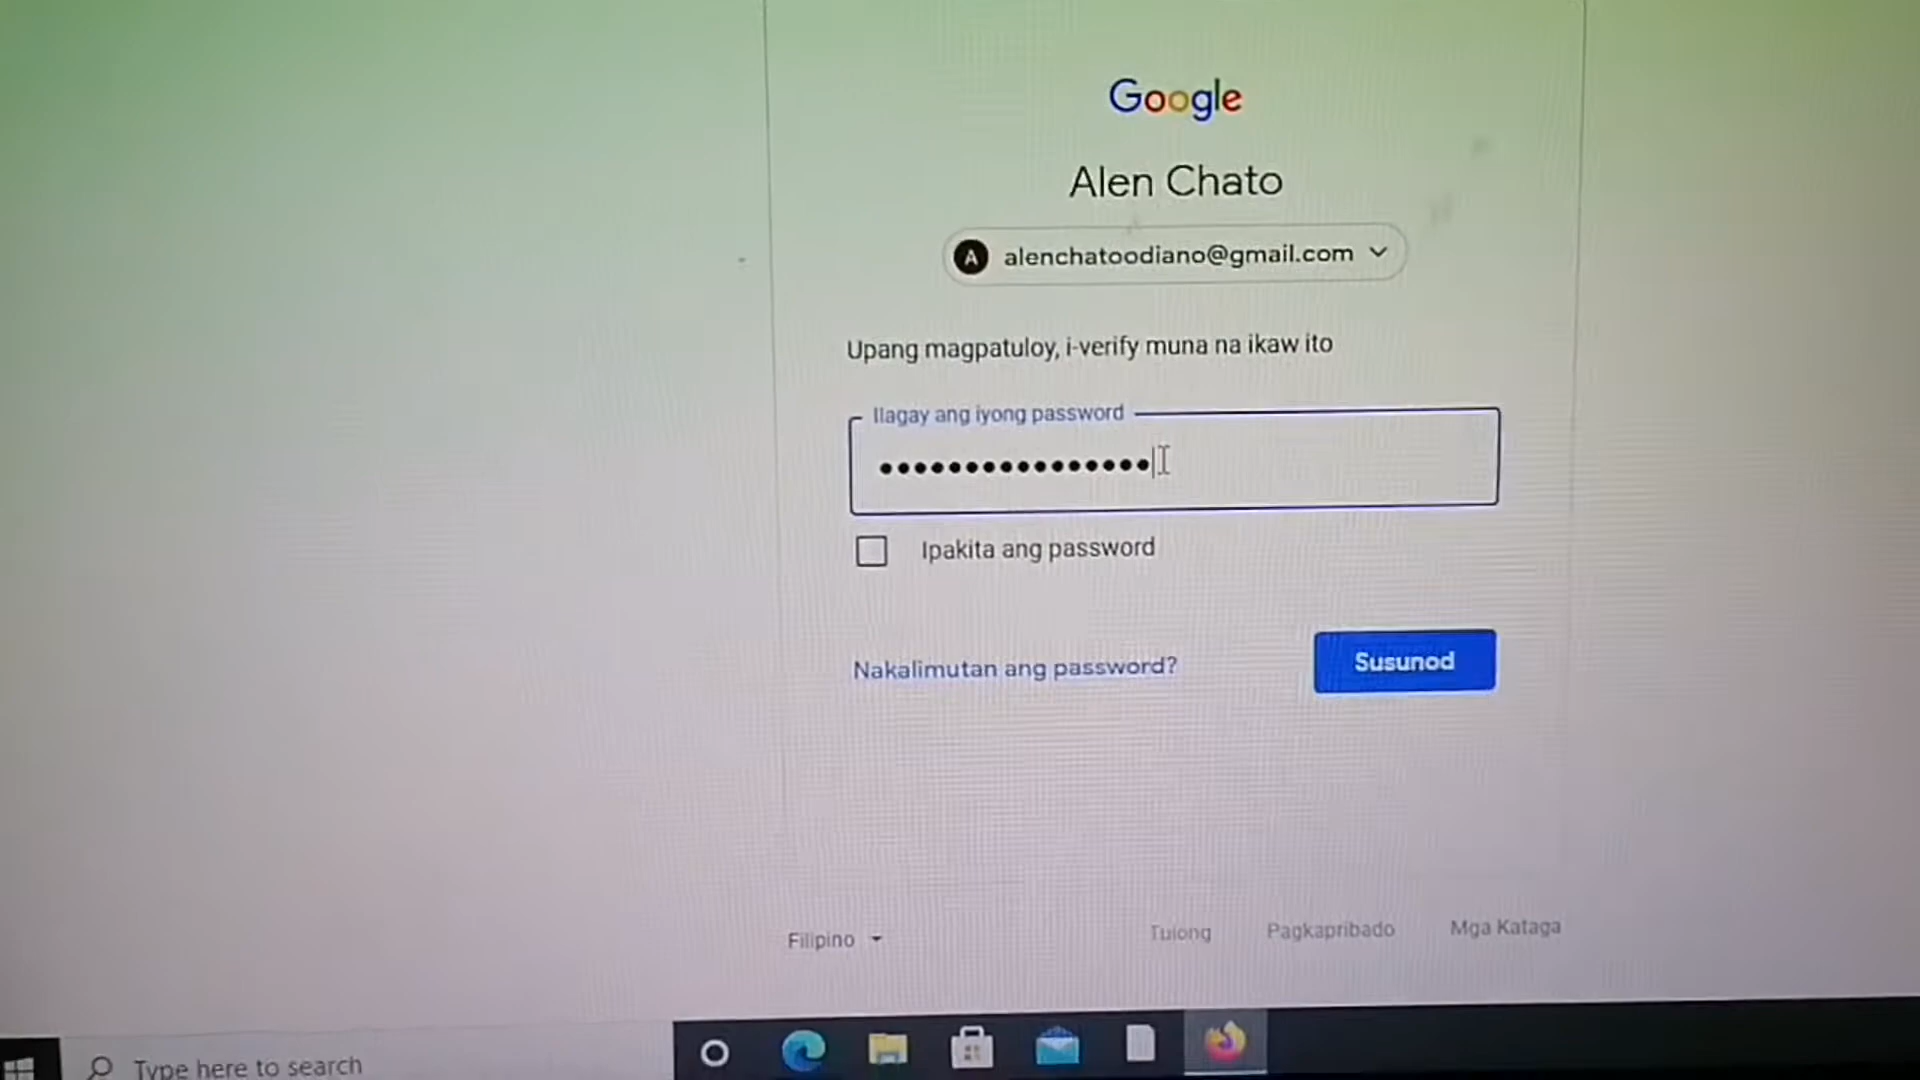 Google
Alen Chato
A alenchatoodiano@gmail.com
Upang magpatuloy, i-verify muna na ikaw ito
Ilagay ang iyong password
••••••••••••••••
Ipakita ang password
Nakalimutan ang password?
Susunod
Filipino
Tulong
Pagkapribado
Mga Kataga
Type here to search